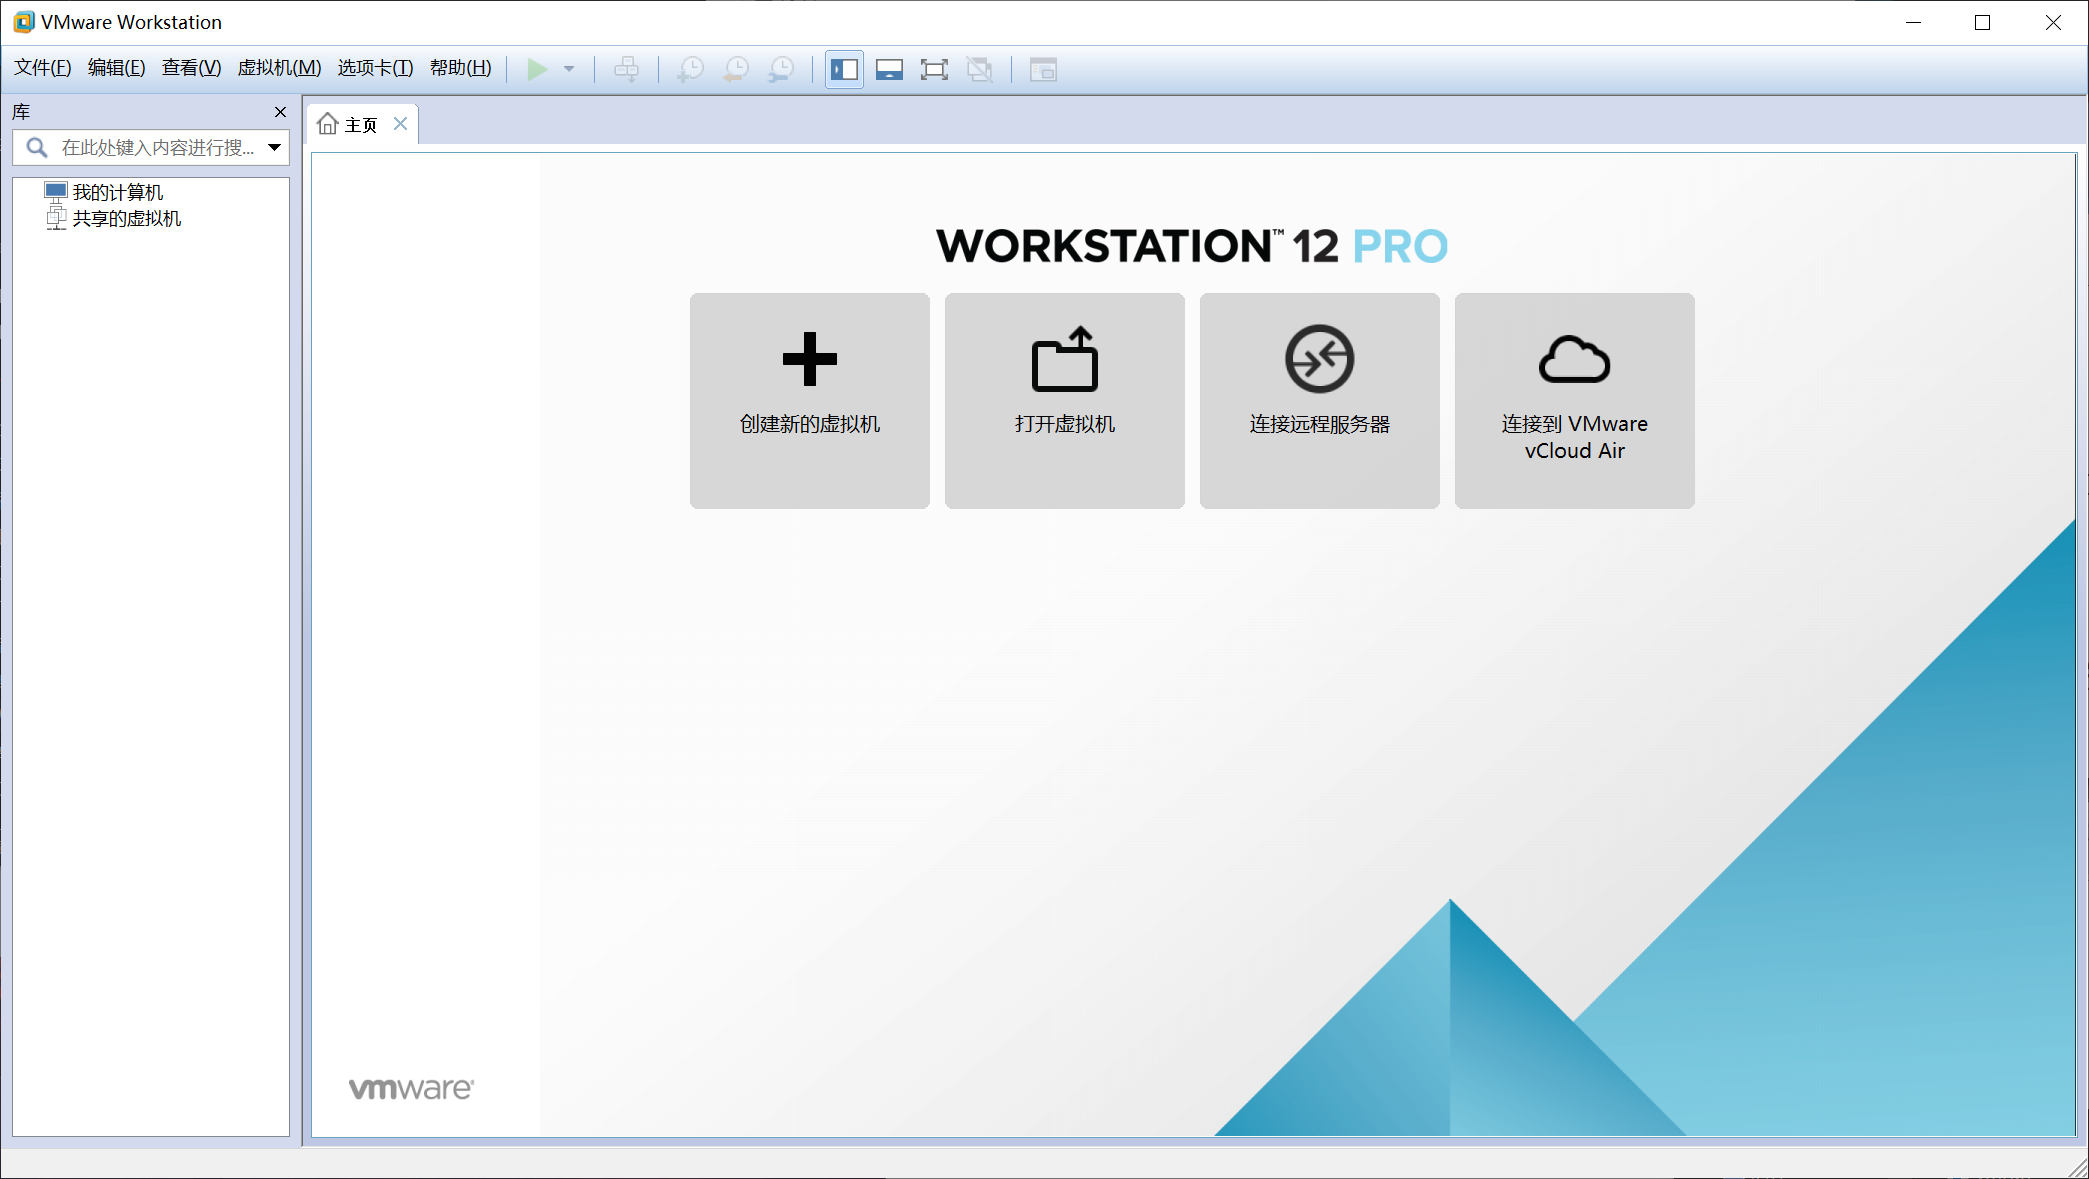 VMware Workstation
文件(F) 编辑(E) 查看(V) 虚拟机(M) 选项卡(T) 帮助(H)
库
在此处键入内容进行搜...
我的计算机
共享的虚拟机
主页
WORKSTATION™ 12 PRO
创建新的虚拟机
打开虚拟机
连接远程服务器
连接到 VMware
vCloud Air
vmware®